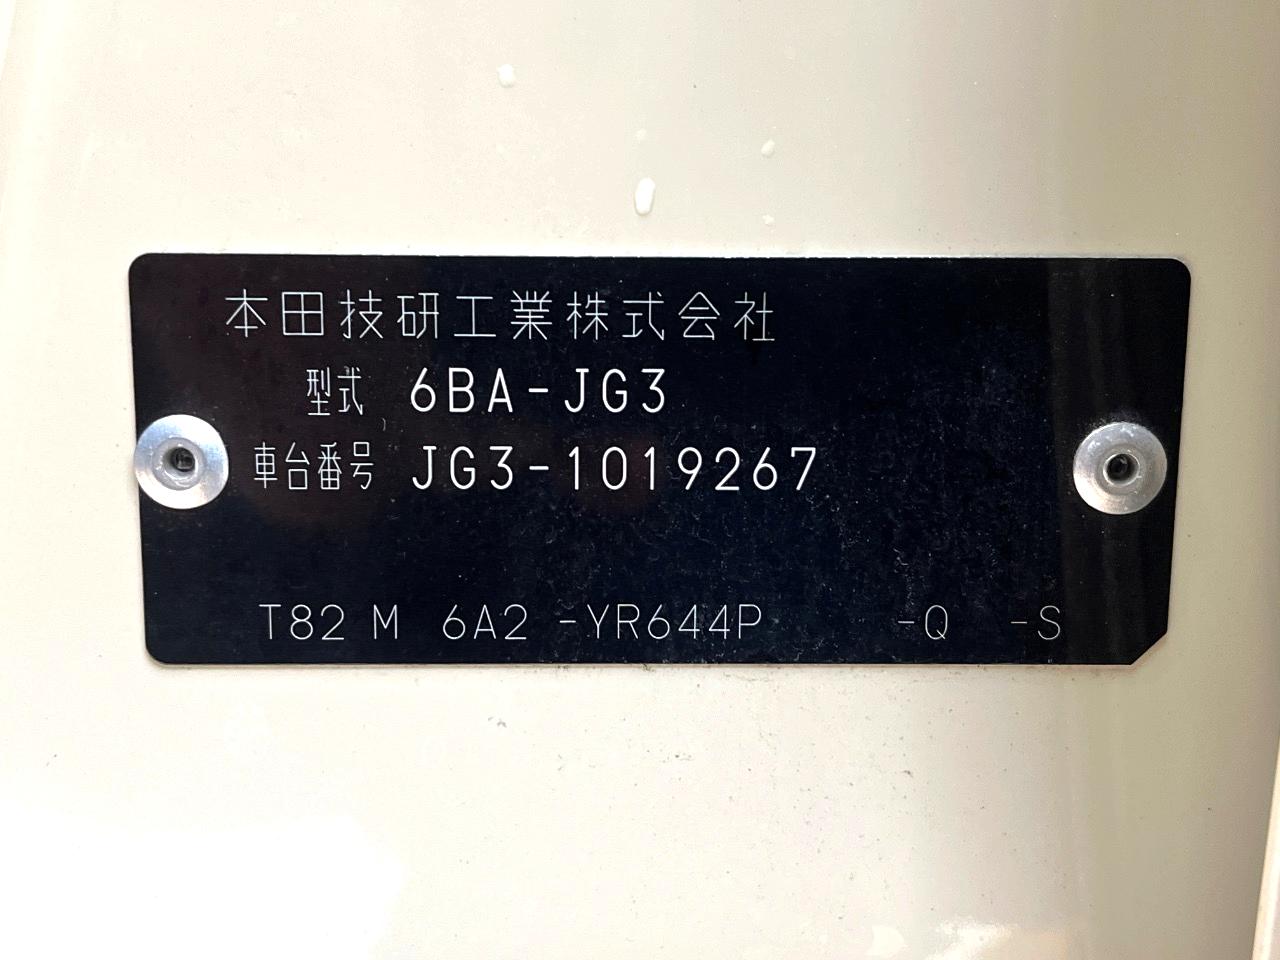 本田技研工業株式会社
型式 6BA-JG3
車台番号 JG3-1019267
T82 M 6A2 -YR644P -Q -S